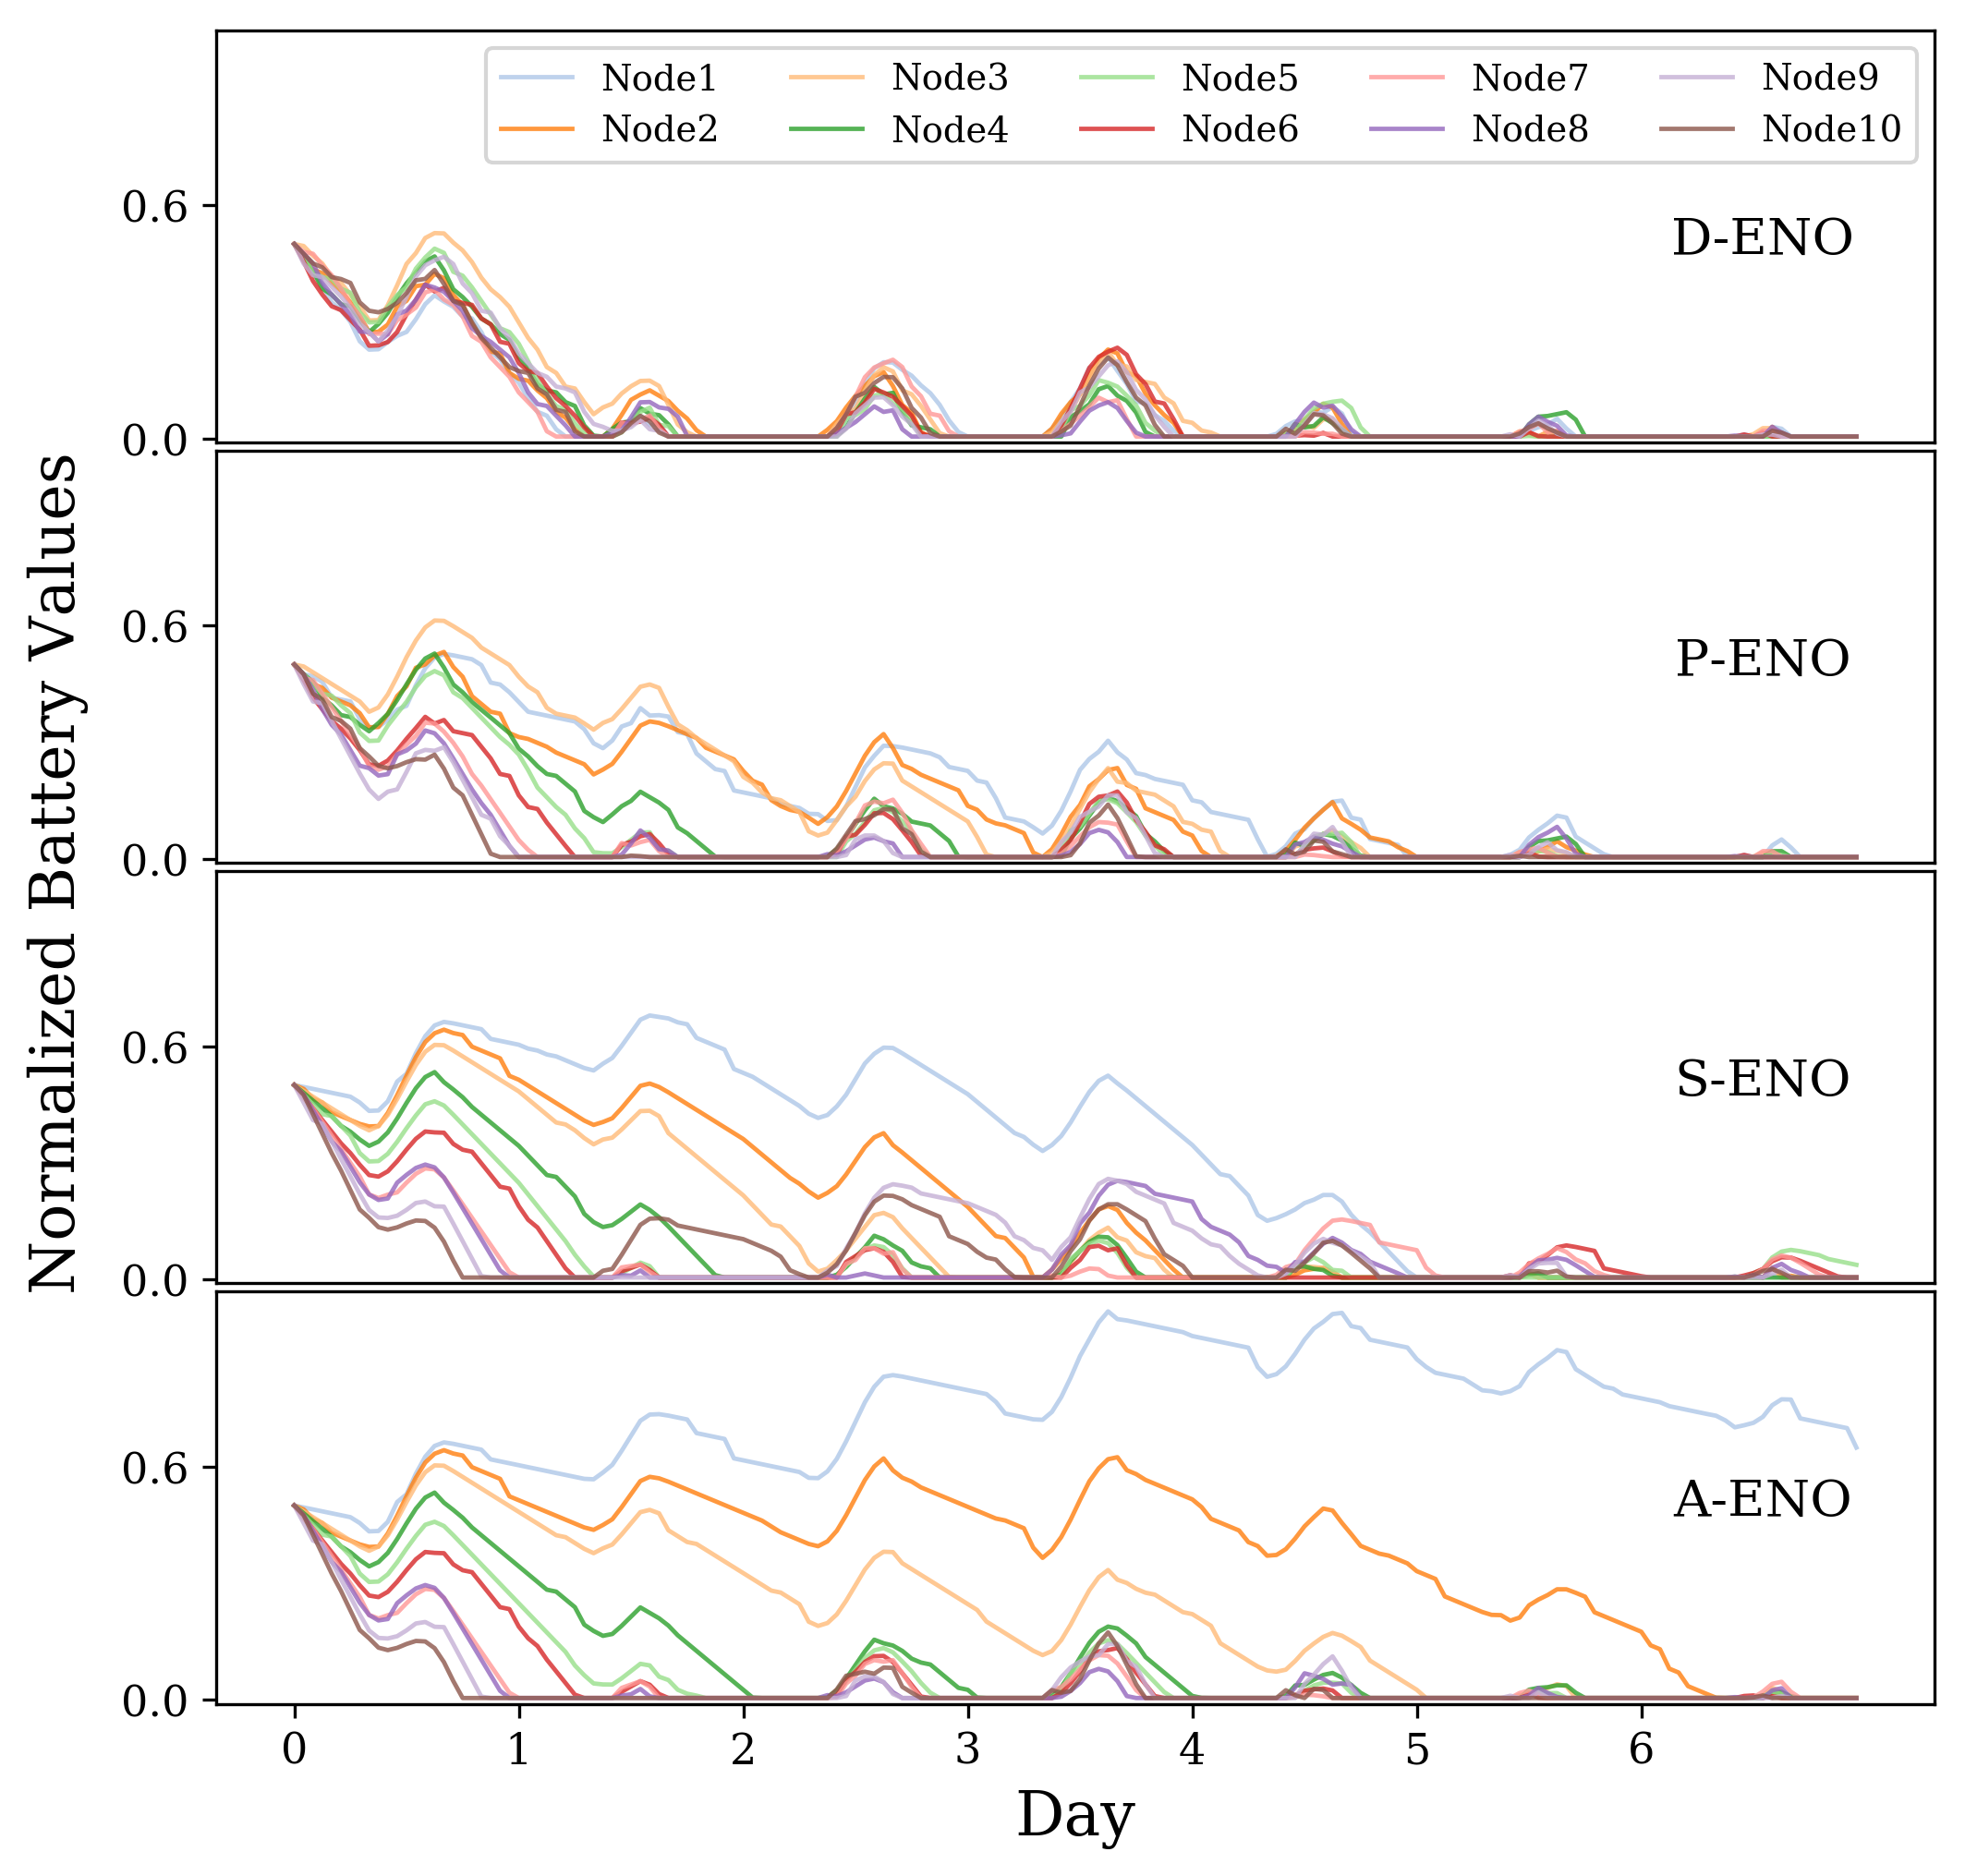 Node1 Node3 Node5 Node7 Node9
Node2 Node4 Node6 Node8 Node10
0.6
D-ENO
0.0
0.6
P-ENO
0.0
0.6
S-ENO
0.0
0.6
A-ENO
0.0
0 1 2 3 4 5 6
Day
Normalized Battery Values